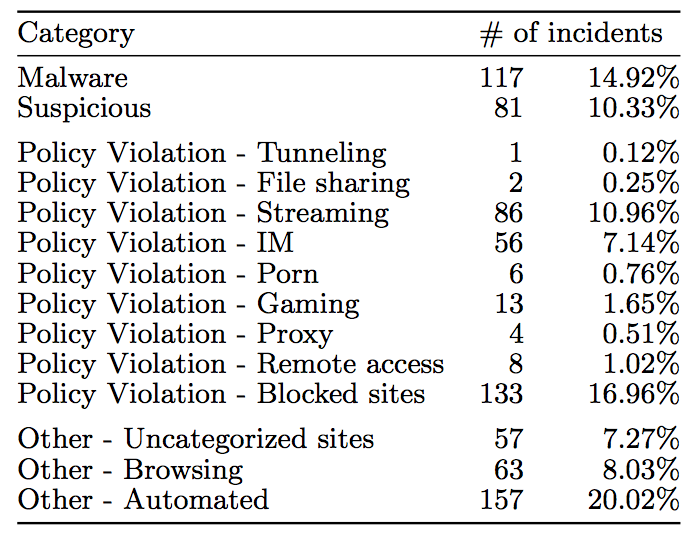 Category # of incidents
Malware 117 14.92%
Suspicious 81 10.33%
Policy Violation - Tunneling 1 0.12%
Policy Violation - File sharing 2 0.25%
Policy Violation - Streaming 86 10.96%
Policy Violation - IM 56 7.14%
Policy Violation - Porn 6 0.76%
Policy Violation - Gaming 13 1.65%
Policy Violation - Proxy 4 0.51%
Policy Violation - Remote access 8 1.02%
Policy Violation - Blocked sites 133 16.96%
Other - Uncategorized sites 57 7.27%
Other - Browsing 63 8.03%
Other - Automated 157 20.02%